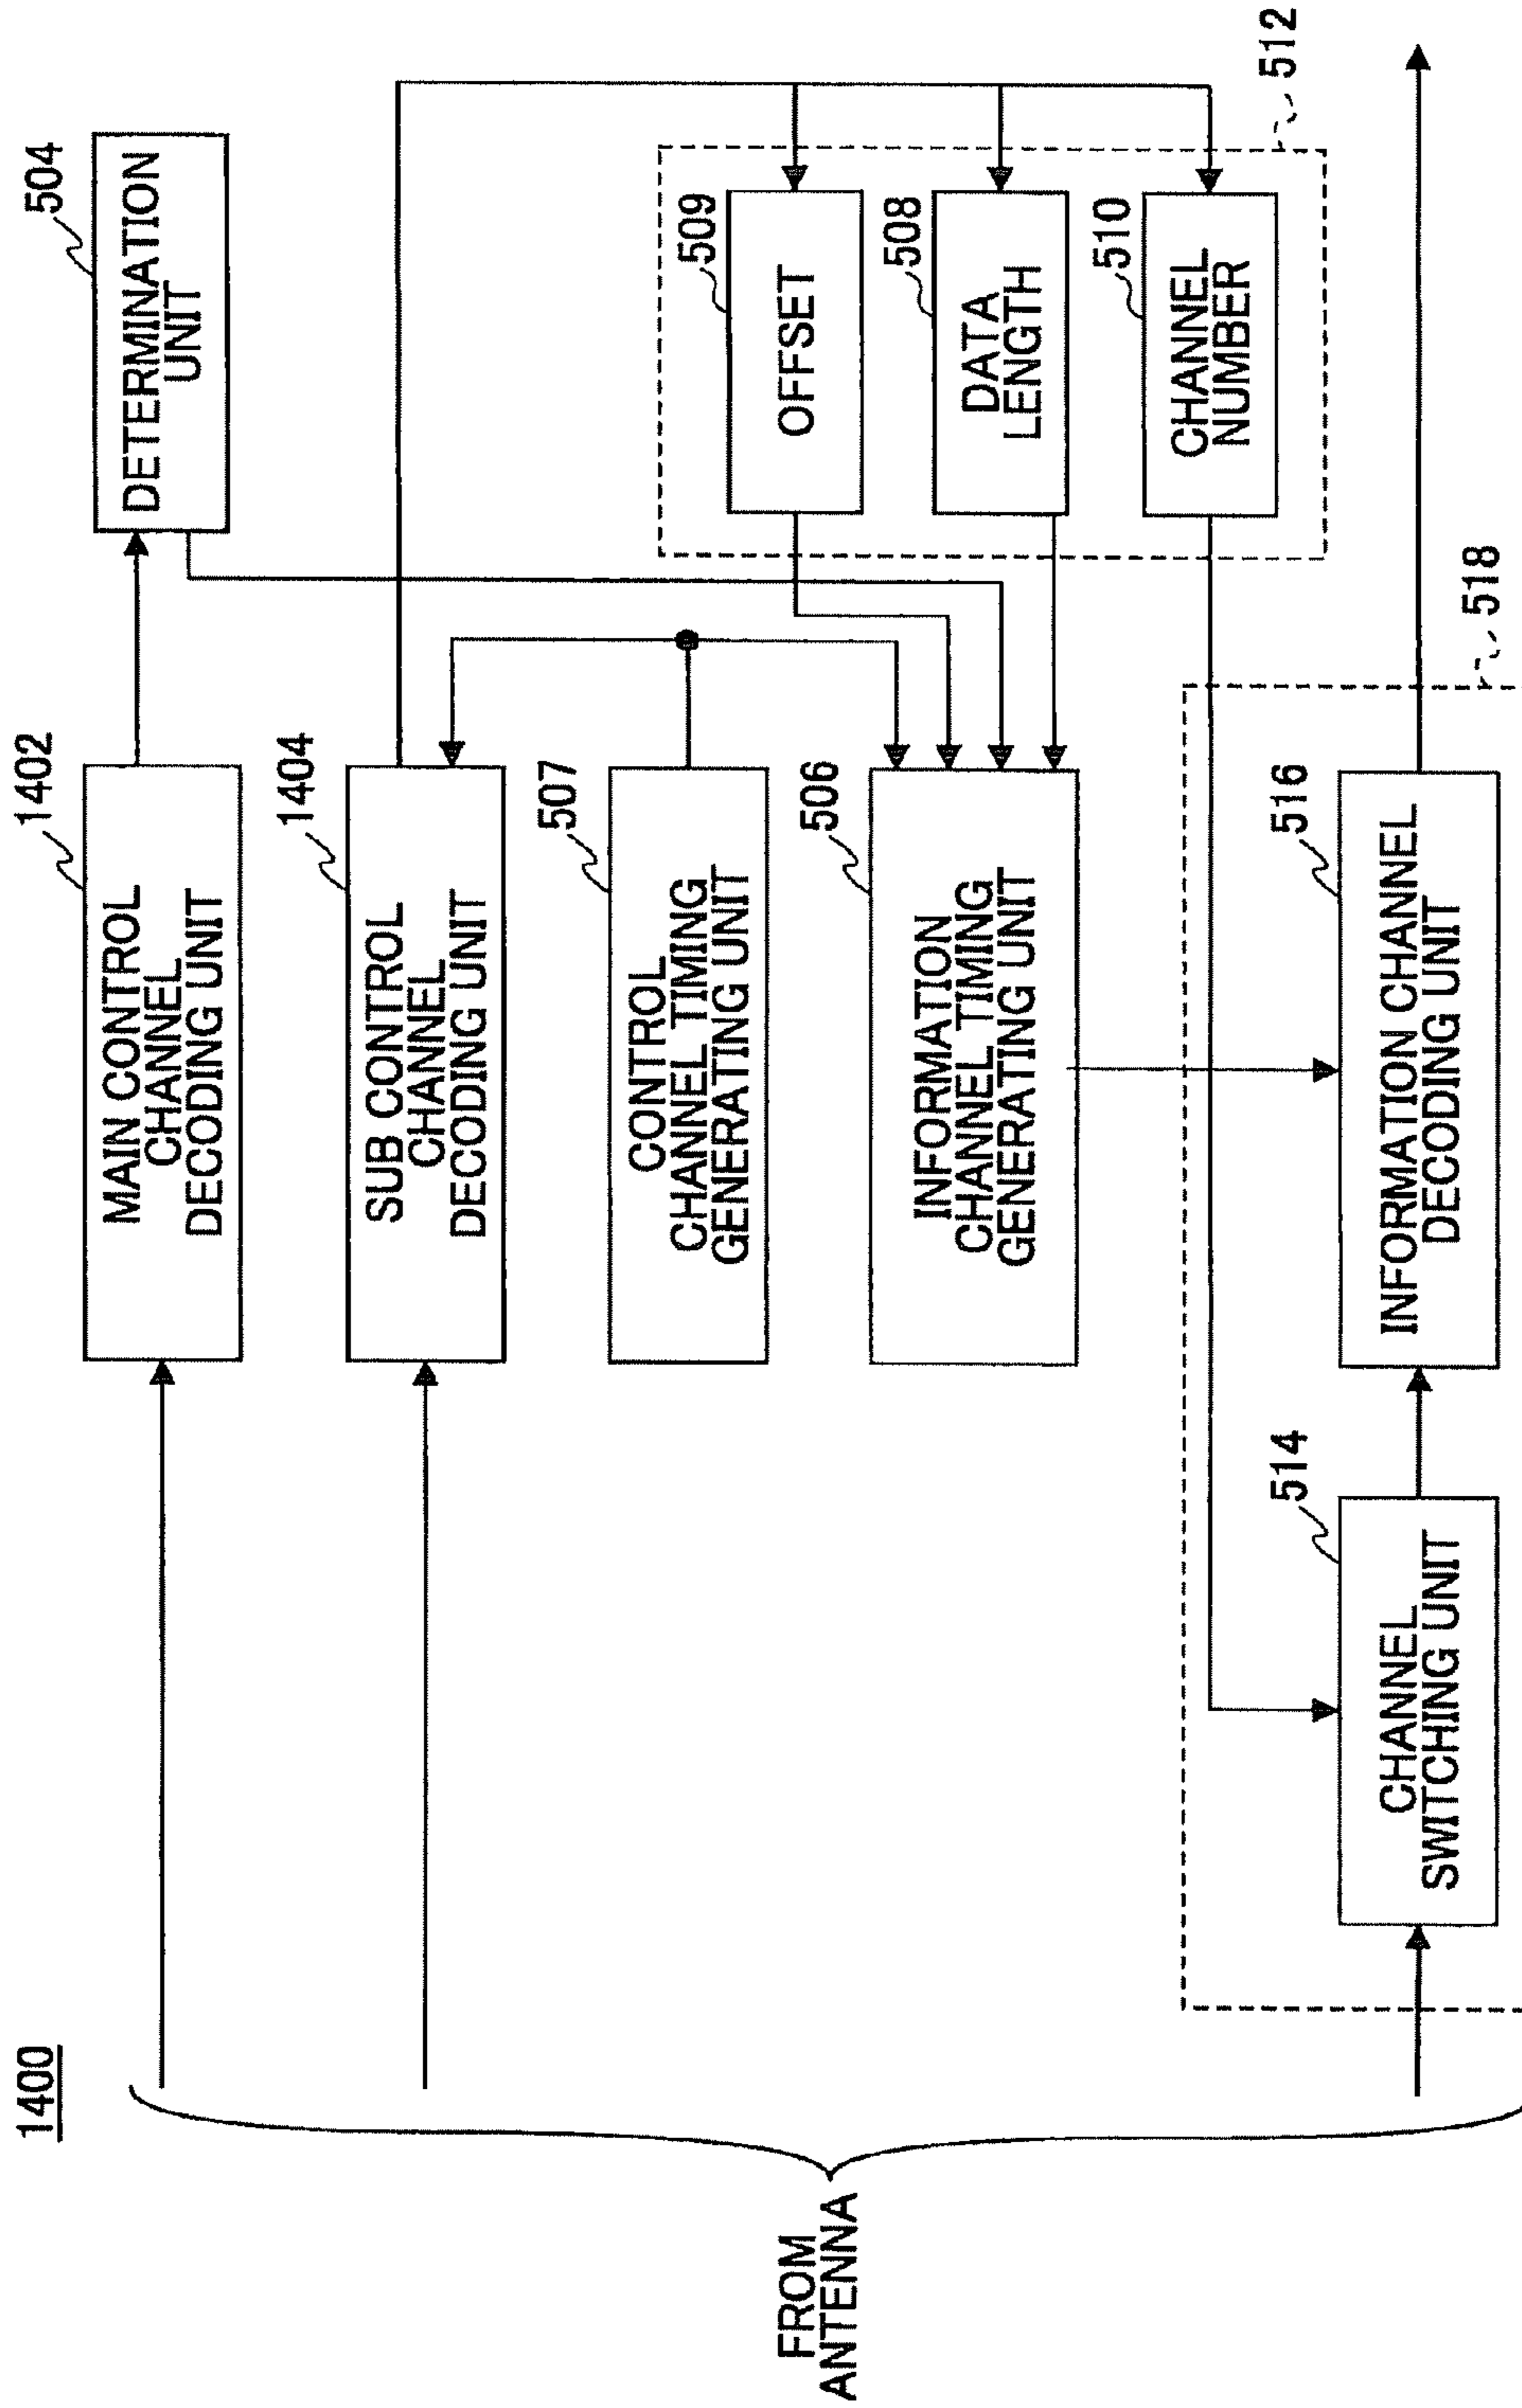 1400
1402
MAIN CONTROL
CHANNEL
DECODING UNIT
504
DETERMINATION
UNIT
1404
SUB CONTROL
CHANNEL
DECODING UNIT
507
CONTROL
CHANNEL TIMING
GENERATING UNIT
506
INFORMATION
CHANNEL TIMING
GENERATING UNIT
512
509
OFFSET
508
DATA
LENGTH
510
CHANNEL
NUMBER
FROM
ANTENNA
514
CHANNEL
SWITCHING UNIT
516
INFORMATION CHANNEL
DECODING UNIT
518